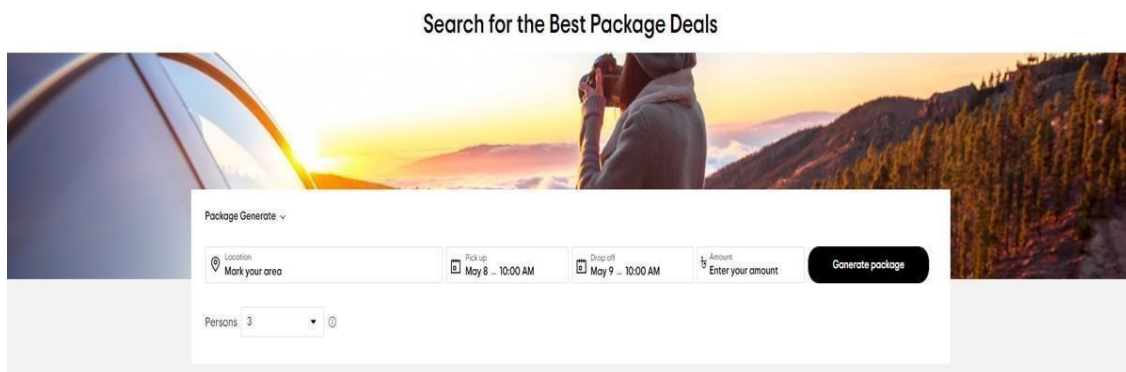 Search for the Best Package Deals
Package Generate
Location
Mark your area
Pick up
May 8 ... 10:00 AM
Drop off
May 9 ... 10:00 AM
৳ Amount
Enter your amount
Ganerate package
Persons 3